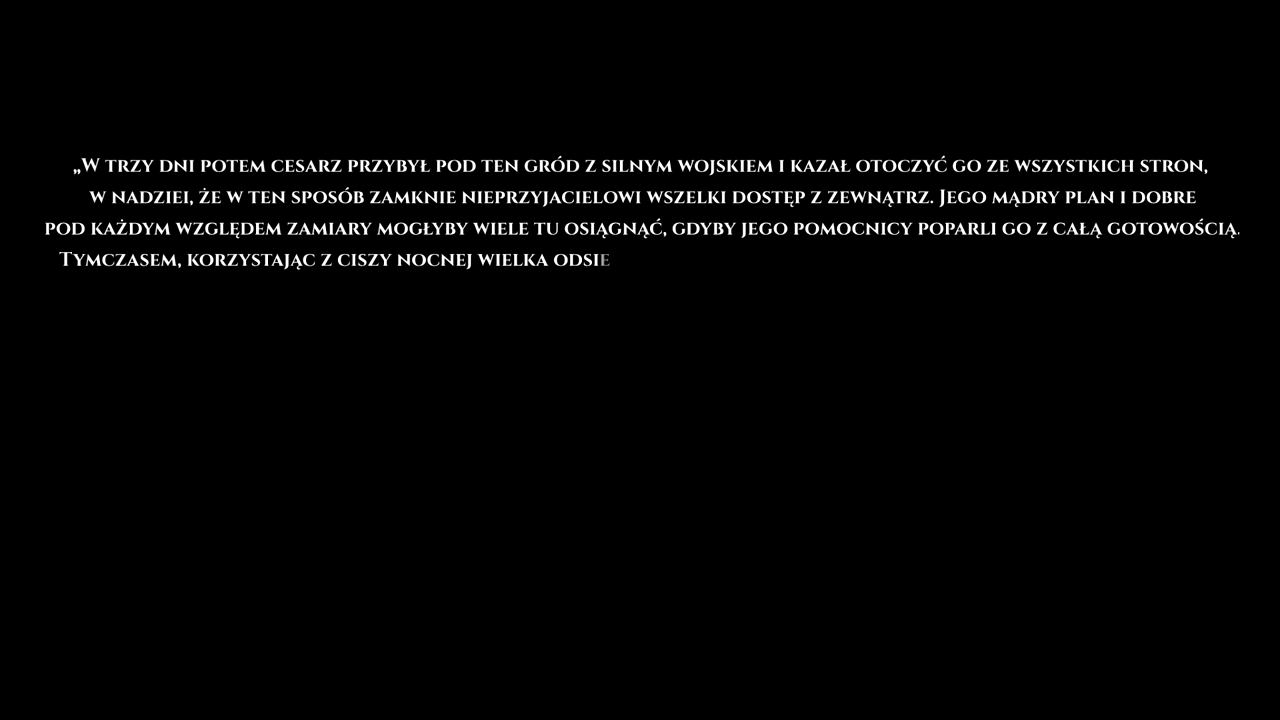 „W trzy dni potem cesarz przybył pod ten gród z silnym wojskiem i kazał otoczyć go ze wszystkich stron,
w nadziei, że w ten sposób zamknie nieprzyjacielowi wszelki dostęp z zewnątrz. Jego mądry plan i dobre
pod każdym względem zamiary mogłyby wiele tu osiągnąć, gdyby jego pomocnicy poparli go z całą gotowością.
Tymczasem, korzystając z ciszy nocnej wielka odsie